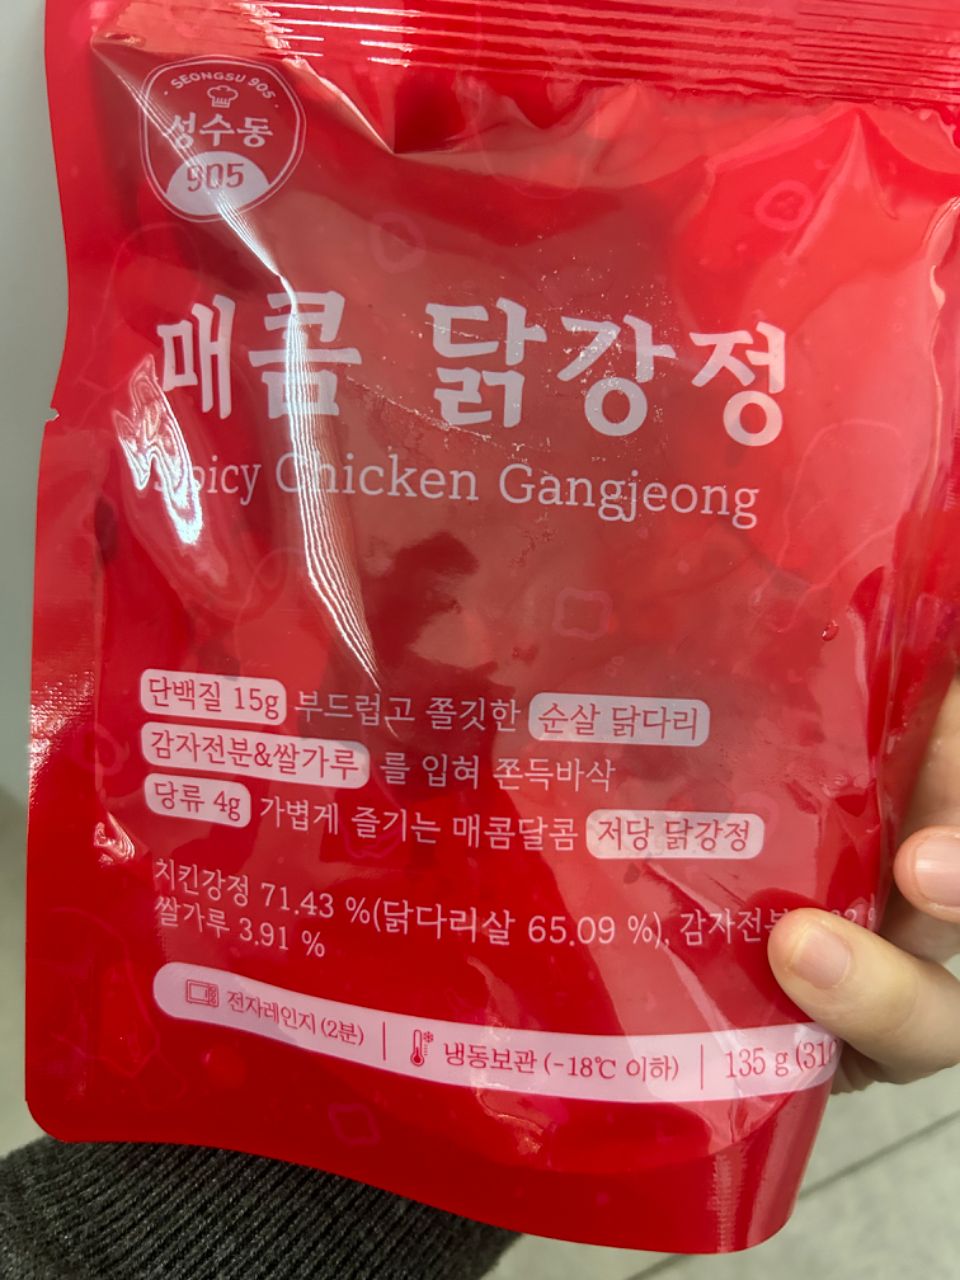 SEONGSU 905
성수동
905
매콤 닭강정
Spicy Chicken Gangjeong
단백질 15g 부드럽고 쫄깃한 순살 닭다리
감자전분&쌀가루 를 입혀 쫀득바삭
당류 4g 가볍게 즐기는 매콤달콤 저당 닭강정
치킨강정 71.43 %(닭다리살 65.09 %), 감자전분
쌀가루 3.91 %
전자레인지 (2분) | 냉동보관 (-18℃ 이하) | 135 g